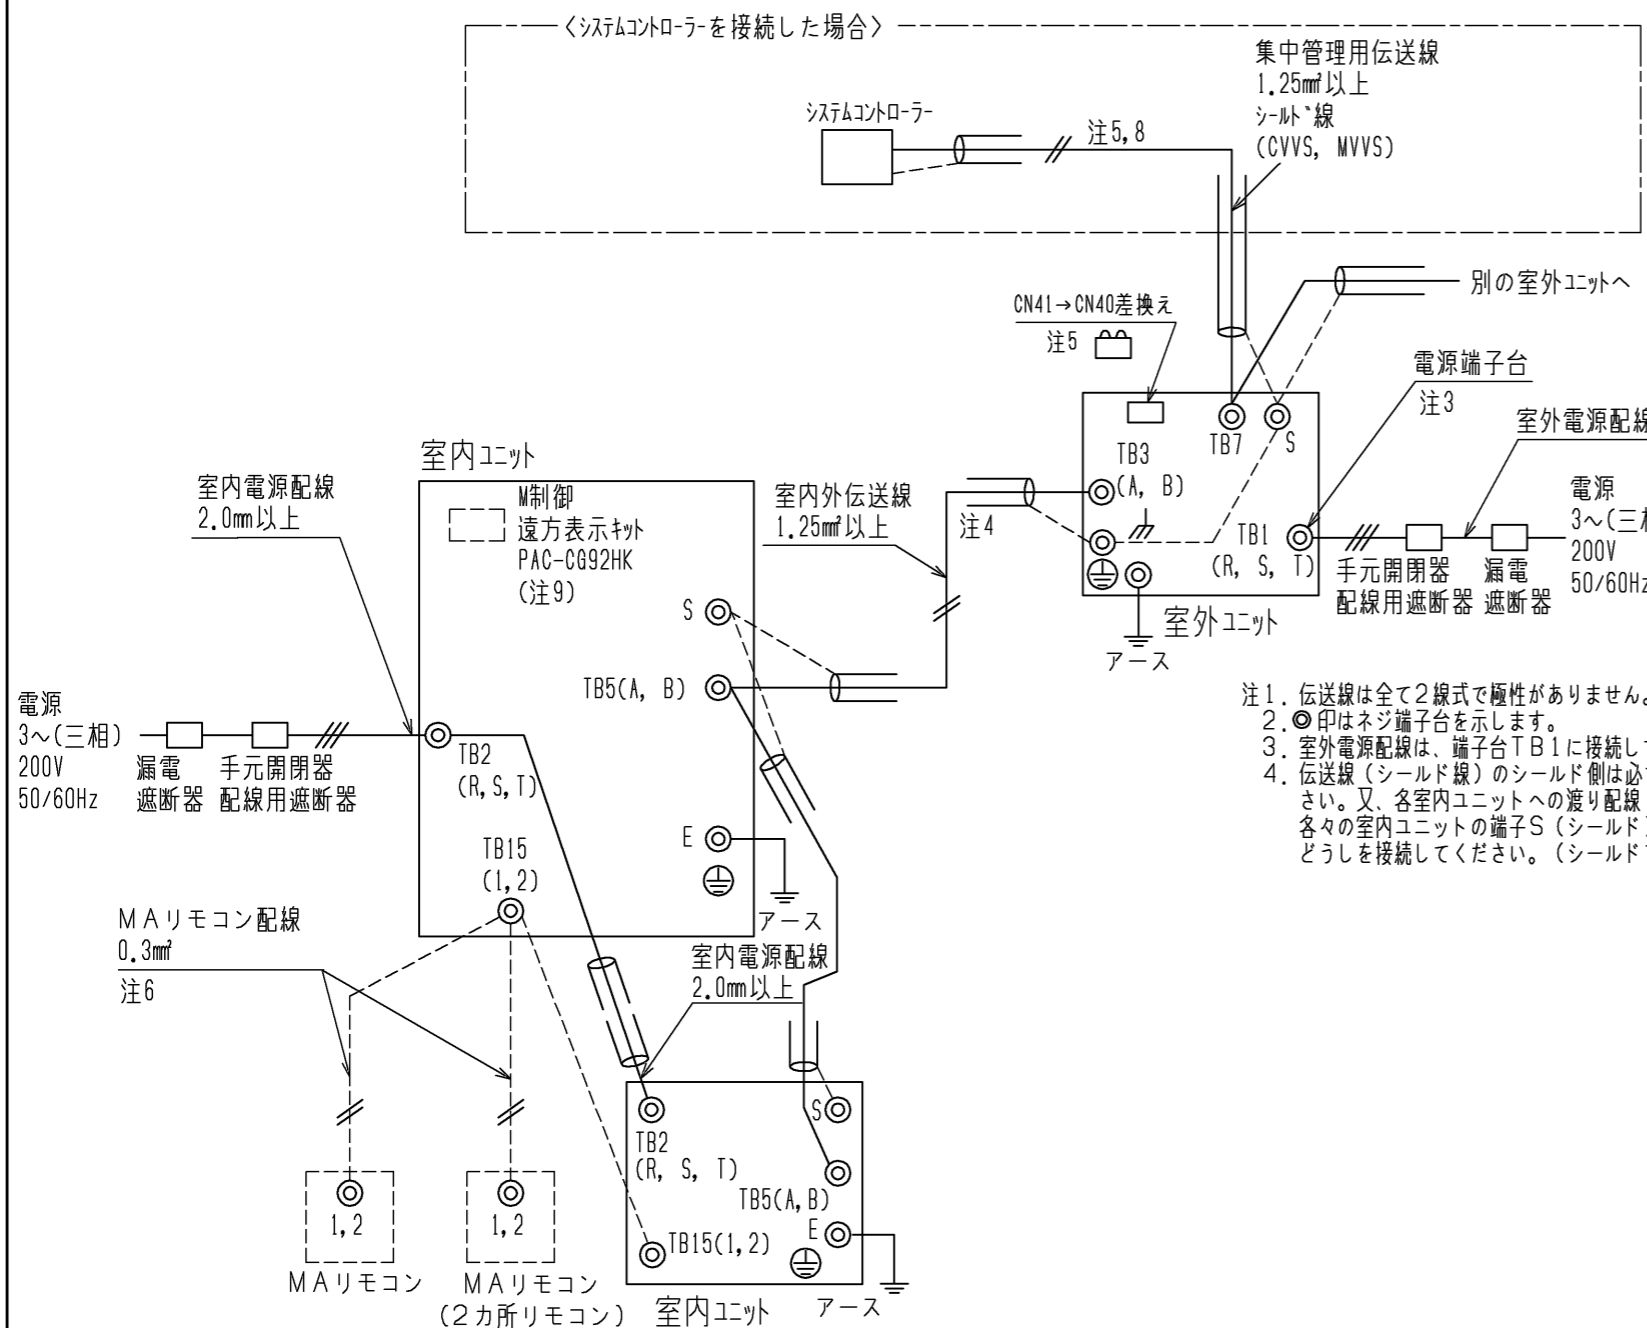 〈システムコントローラーを接続した場合〉
集中管理用伝送線
1.25㎟以上
シールド線
(CVVS, MVVS)
システムコントローラー
注5,8
別の室外ユニットへ
CN41→CN40差換え
注5
電源端子台
注3
室外電源配線
TB7
S
TB3
(A, B)
TB1
(R, S, T)
手元開閉器
配線用遮断器
漏電
遮断器
電源
3～(三相
200V
50/60Hz
室外ユニット
アース
室内ユニット
室内電源配線
2.0mm以上
M制御
遠方表示キット
PAC-CG92HK
(注9)
室内外伝送線
1.25㎟以上
注4
S
TB5(A, B)
電源
3～(三相)
200V
50/60Hz
漏電
遮断器
手元開閉器
配線用遮断器
TB2
(R,S,T)
TB15
(1,2)
E
アース
注1. 伝送線は全て2線式で極性がありません。
2.◎印はネジ端子台を示します。
3. 室外電源配線は、端子台TB1に接続し
4. 伝送線（シールド線）のシールド側は必
さい。又、各室内ユニットへの渡り配線
各々の室内ユニットの端子S（シールド）
どうしを接続してください。（シールド
MAリモコン配線
0.3㎟
注6
室内電源配線
2.0mm以上
TB2
(R, S, T)
S
TB5(A,B)
E
TB15(1,2)
1,2
1,2
MAリモコン
MAリモコン
(2カ所リモコン)
室内ユニット
アース